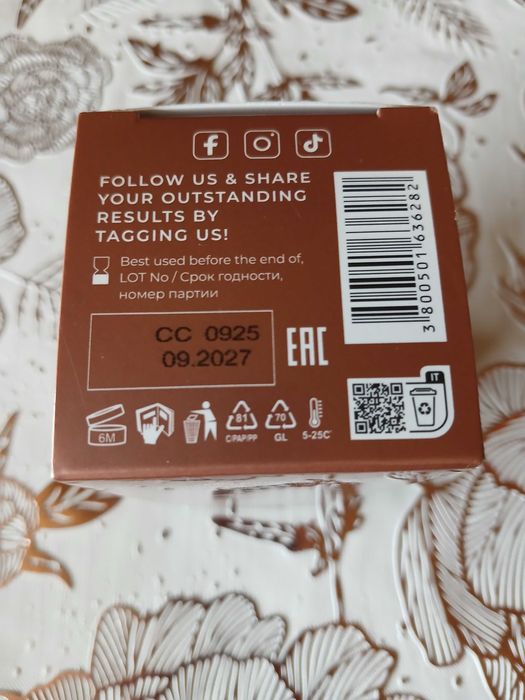 FOLLOW US & SHARE
YOUR OUTSTANDING
RESULTS BY
TAGGING US!
Best used before the end of,
LOT No / Срок годности,
номер партии
CC 0925
09.2027
EAC
6M
81
C/PAP/PP
70
GL
5-25C°
IT
3 800501 636282